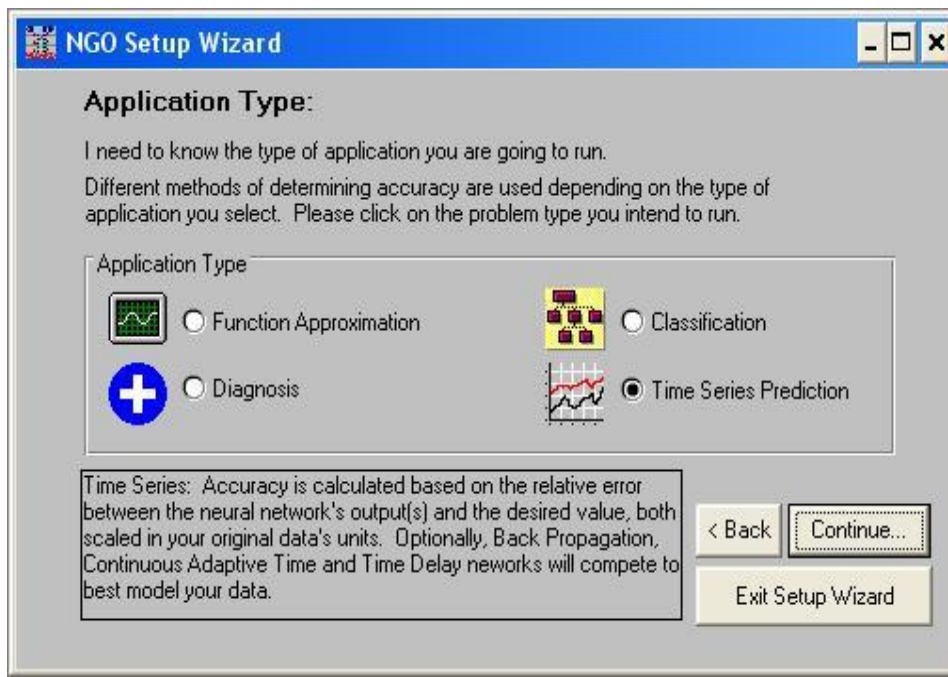 NGO Setup Wizard
Application Type:
I need to know the type of application you are going to run.
Different methods of determining accuracy are used depending on the type of
application you select. Please click on the problem type you intend to run.
Application Type
Function Approximation
Classification
Diagnosis
Time Series Prediction
Time Series: Accuracy is calculated based on the relative error
between the neural network's output(s) and the desired value, both
scaled in your original data's units. Optionally, Back Propagation,
Continuous Adaptive Time and Time Delay neworks will compete to
best model your data.
< Back
Continue...
Exit Setup Wizard